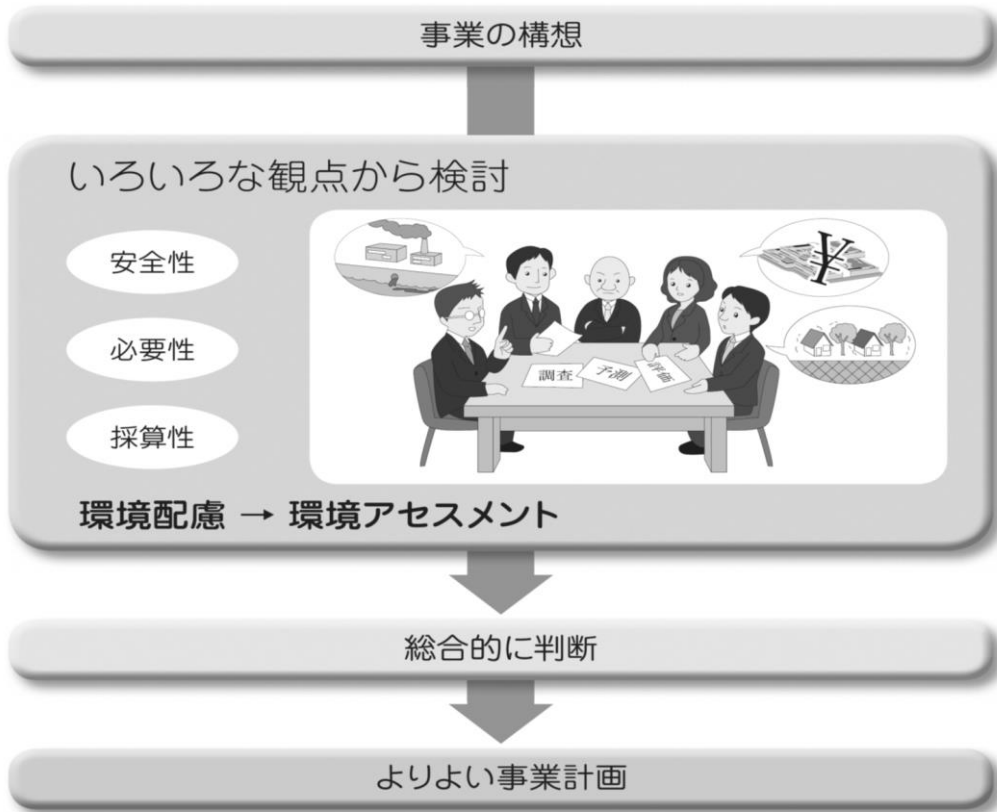 事業の構想
いろいろな観点から検討
安全性
必要性
採算性
¥
調査
予測
評価
環境配慮 → 環境アセスメント
総合的に判断
よりよい事業計画